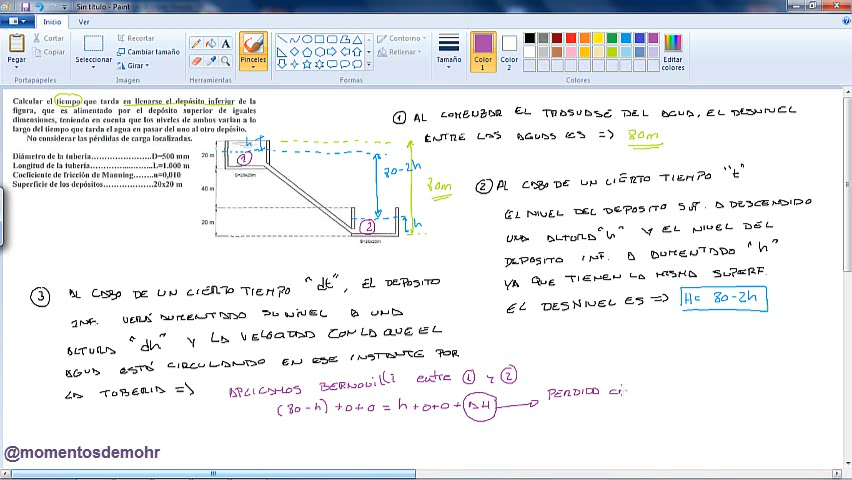 Sin título - Paint
Inicio
Ver
Pegar
Cortar
Copiar
Portapapeles
Seleccionar
Recortar
Cambiar tamaño
Girar
Imagen
Herramientas
Pinceles
Contorno
Relleno
Formas
Tamaño
Color 1
Color 2
Editar colores
Colores
Calcular el tiempo que tarda en llenarse el depósito inferior de la
figura, que es alimentado por el depósito superior de iguales
dimensiones, teniendo en cuenta que los niveles de ambos varían a lo
largo del tiempo que tarda el agua en pasar del uno al otro depósito.
No considerar las pérdidas de carga localizadas.
Diámetro de la tubería D=500 mm
Longitud de la tubería L=1.000 m
Coeficiente de fricción de Manning n=0,010
Superficie de los depósitos 20x20 m
20 m
40 m
20 m
h
1
S=20x20m
80-2h
80m
h
2
S=20x20m
1 AL COMENZAR EL TRASVASE DEL AGUA, EL DESNIVEL
ENTRE LAS AGUAS ES => 80m
2 AL CABO DE UN CIERTO TIEMPO "t"
EL NIVEL DEL DEPOSITO SUP. A DESCENDIDO
UNA ALTURA "h" Y EL NIVEL DEL
DEPOSITO INF. A AUMENTADO "h"
YA QUE TIENEN LA MISMA SUPERF.
EL DESNIVEL ES => H= 80-2h
3 AL CABO DE UN CIERTO TIEMPO "dt", EL DEPOSITO
INF. VERÁ AUMENTADO SU NIVEL A UNA
ALTURA "dh" Y LA VELOCIDAD CON LA QUE EL
AGUA ESTÁ CIRCULANDO EN ESE INSTANTE POR
LA TUBERIA => APLICAMOS BERNOUILLI entre 1 y 2
(80-h)+0+0 = h+0+0+ΔH → PERDIDA
@momentosdemohr